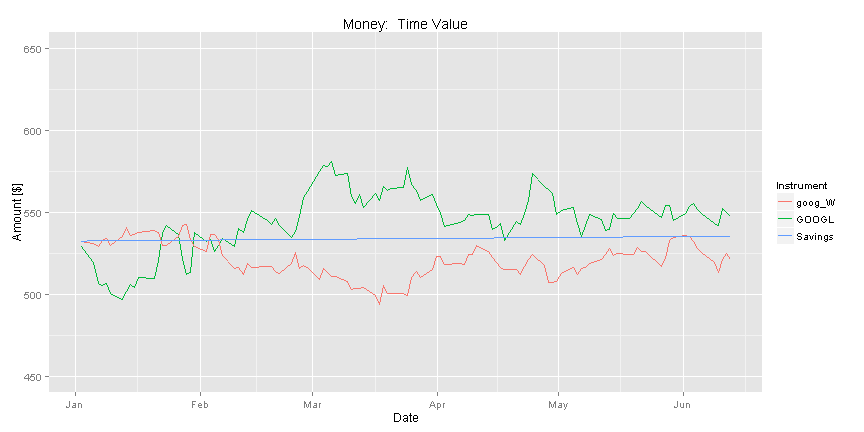 Money:  Time Value
Amount [$]
650
600
550
500
450
Jan Feb Mar Apr May Jun
Date
Instrument
goog_W
GOOGL
Savings